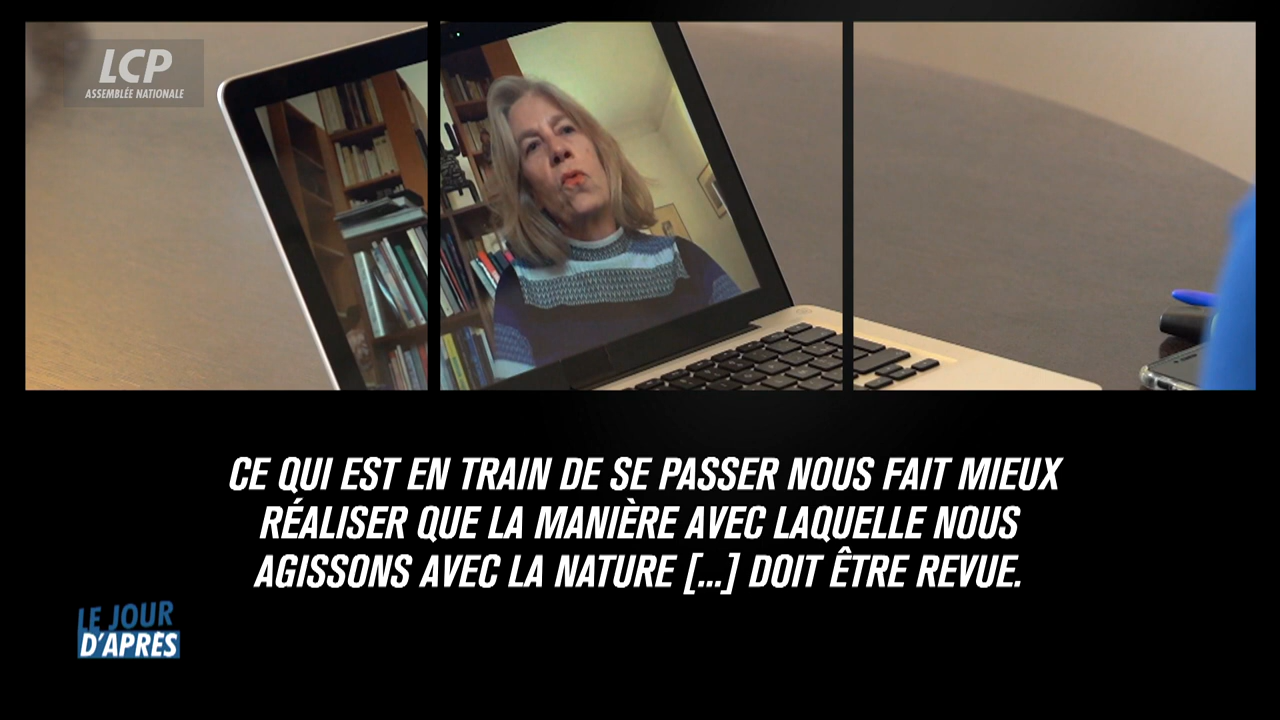 LCP
ASSEMBLÉE NATIONALE
CE QUI EST EN TRAIN DE SE PASSER NOUS FAIT MIEUX
RÉALISER QUE LA MANIÈRE AVEC LAQUELLE NOUS
AGISSONS AVEC LA NATURE [...] DOIT ÊTRE REVUE.
LE JOUR
D'APRÈS